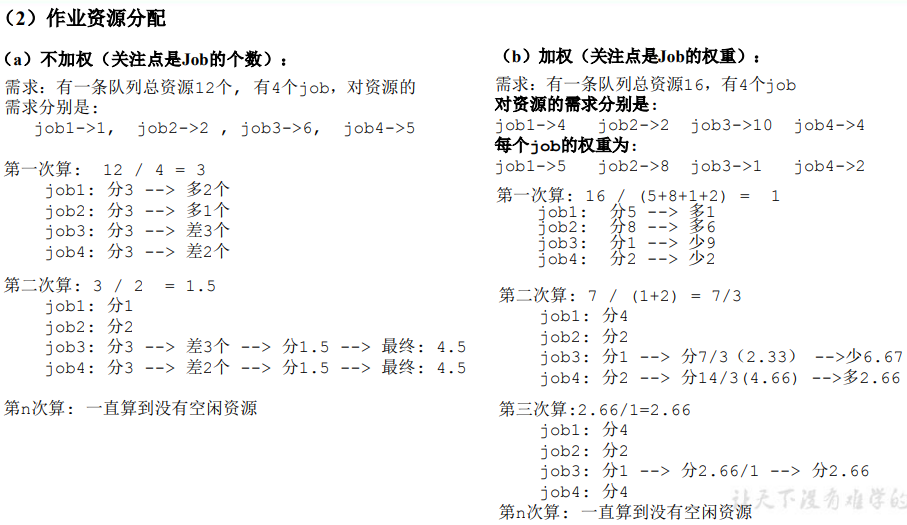 （2）作业资源分配
（a）不加权（关注点是Job的个数）：
需求：有一条队列总资源12个, 有4个job，对资源的
需求分别是:
job1->1, job2->2 , job3->6, job4->5
第一次算: 12 / 4 = 3
job1: 分3 --> 多2个
job2: 分3 --> 多1个
job3: 分3 --> 差3个
job4: 分3 --> 差2个
第二次算: 3 / 2 = 1.5
job1: 分1
job2: 分2
job3: 分3 --> 差3个 --> 分1.5 --> 最终: 4.5
job4: 分3 --> 差2个 --> 分1.5 --> 最终: 4.5
第n次算: 一直算到没有空闲资源
（b）加权（关注点是Job的权重）：
需求：有一条队列总资源16，有4个job
对资源的需求分别是:
job1->4 job2->2 job3->10 job4->4
每个job的权重为:
job1->5 job2->8 job3->1 job4->2
第一次算: 16 / (5+8+1+2) = 1
job1: 分5 --> 多1
job2: 分8 --> 多6
job3: 分1 --> 少9
job4: 分2 --> 少2
第二次算: 7 / (1+2) = 7/3
job1: 分4
job2: 分2
job3: 分1 --> 分7/3（2.33） -->少6.67
job4: 分2 --> 分14/3(4.66) -->多2.66
第三次算:2.66/1=2.66
job1: 分4
job2: 分2
job3: 分1 --> 分2.66/1 --> 分2.66
job4: 分4
第n次算: 一直算到没有空闲资源
让天下没有难学的